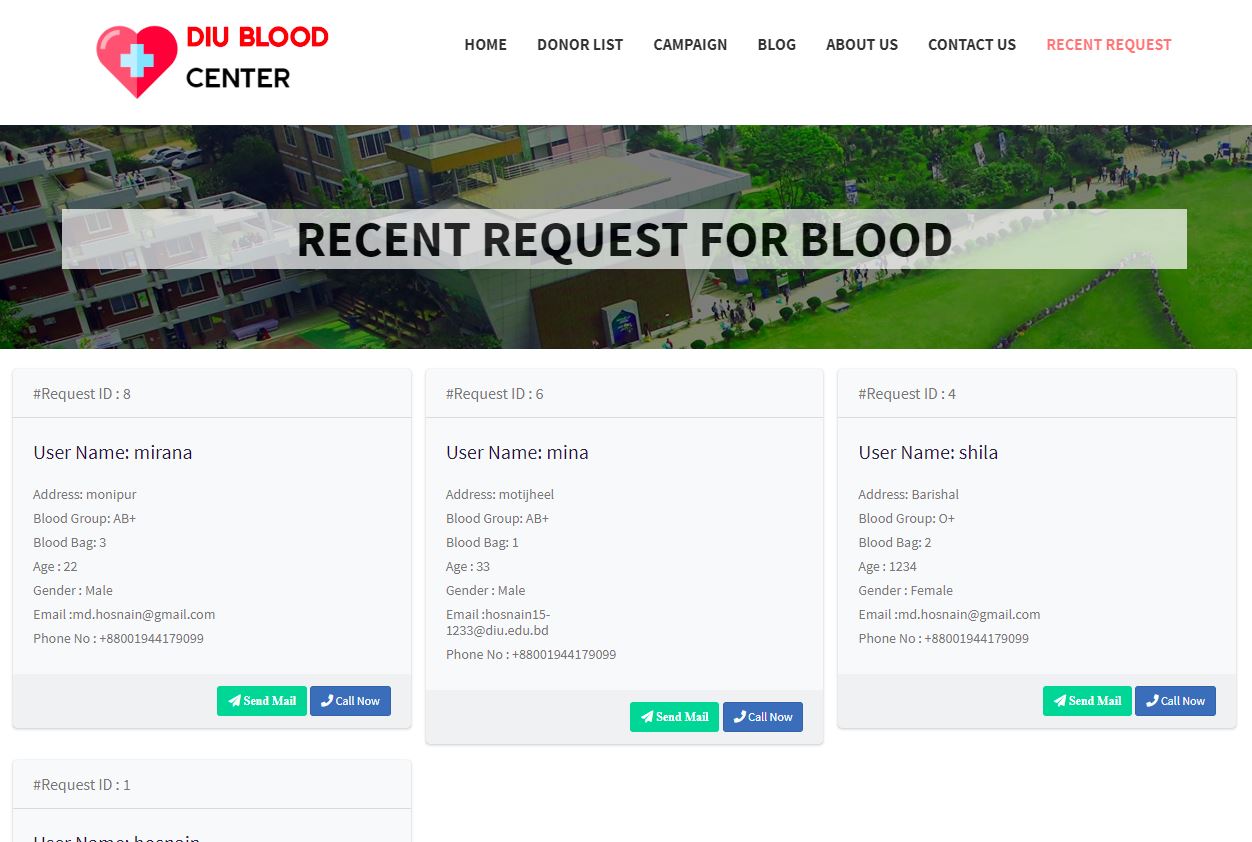 DIU BLOOD
CENTER
HOME DONOR LIST CAMPAIGN BLOG ABOUT US CONTACT US RECENT REQUEST
RECENT REQUEST FOR BLOOD
#Request ID : 8
User Name: mirana
Address: monipur
Blood Group: AB+
Blood Bag: 3
Age : 22
Gender : Male
Email :md.hosnain@gmail.com
Phone No : +88001944179099
Send Mail Call Now
#Request ID : 6
User Name: mina
Address: motijheel
Blood Group: AB+
Blood Bag: 1
Age : 33
Gender : Male
Email :hosnain15-
1233@diu.edu.bd
Phone No : +88001944179099
Send Mail Call Now
#Request ID : 4
User Name: shila
Address: Barishal
Blood Group: O+
Blood Bag: 2
Age : 1234
Gender : Female
Email :md.hosnain@gmail.com
Phone No : +88001944179099
Send Mail Call Now
#Request ID : 1
User Name: hosnain